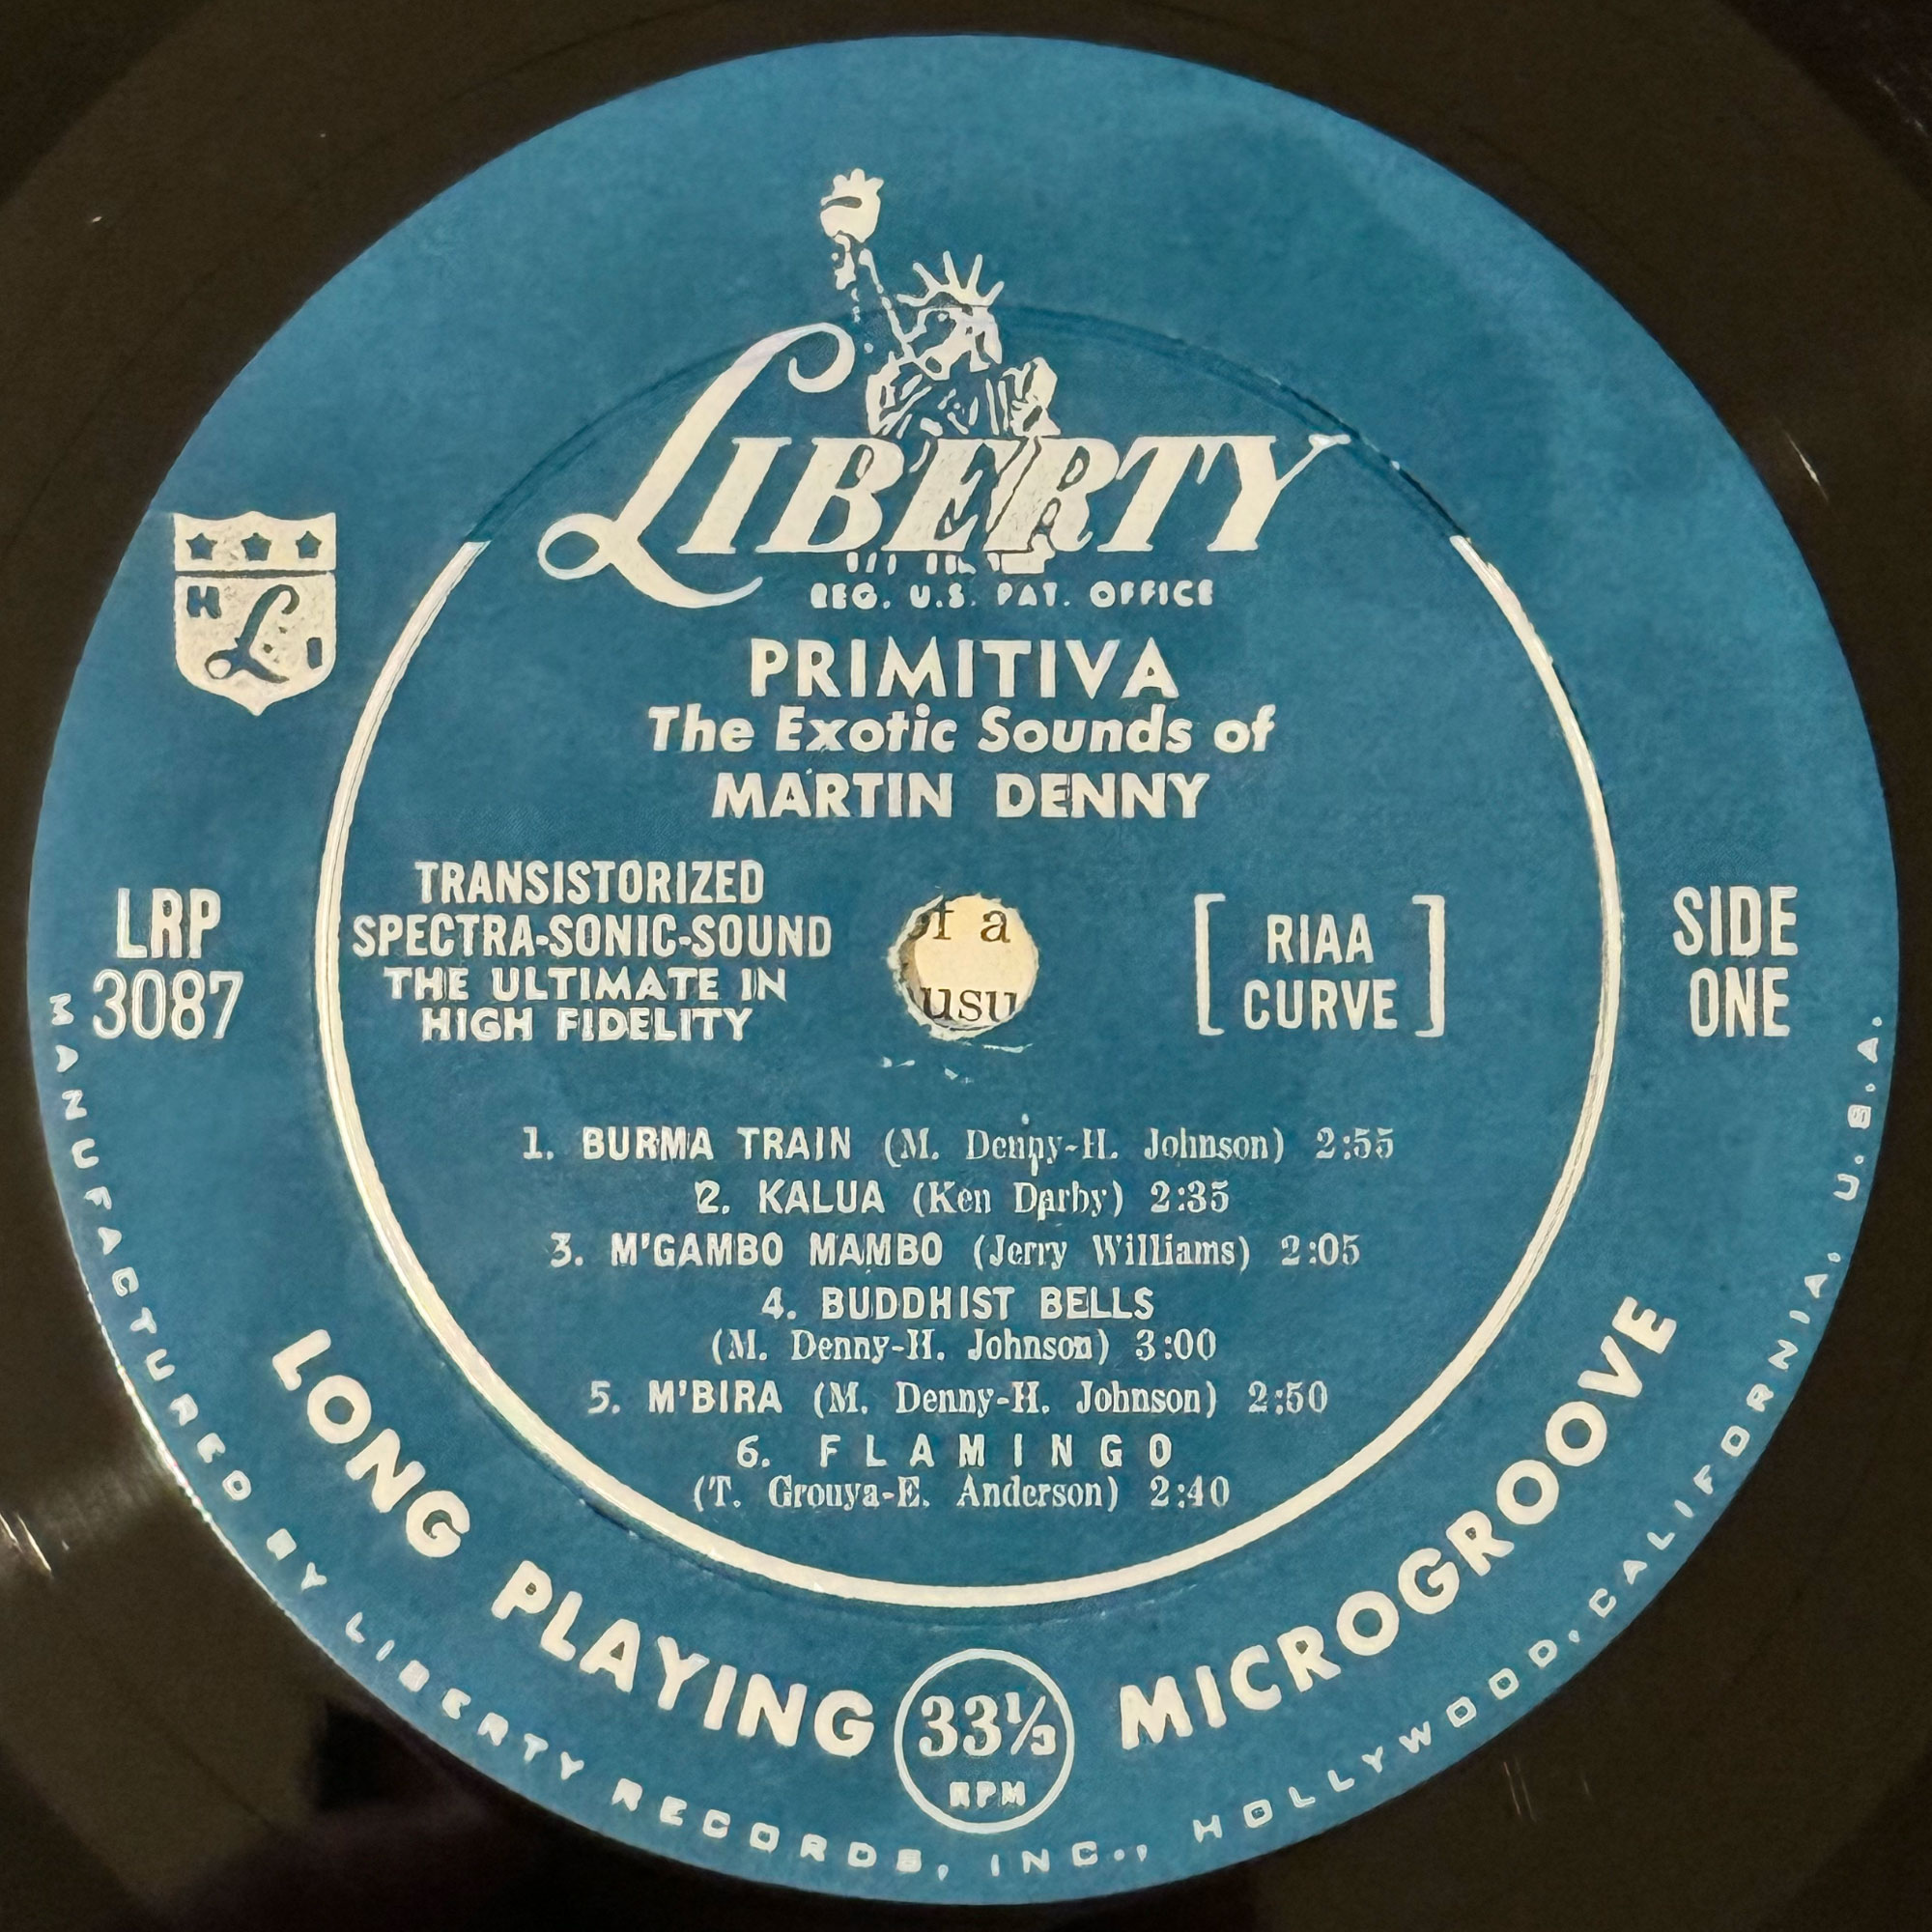 LIBERTY
REG. U.S. PAT. OFFICE
H L I
PRIMITIVA
The Exotic Sounds of
MARTIN DENNY
LRP
3087
TRANSISTORIZED
SPECTRA-SONIC-SOUND
THE ULTIMATE IN
HIGH FIDELITY
of a
usu
[ RIAA
CURVE ]
SIDE
ONE
1. BURMA TRAIN (M. Denny-H. Johnson) 2:55
2. KALUA (Ken Darby) 2:35
3. M'GAMBO MAMBO (Jerry Williams) 2:05
4. BUDDHIST BELLS
(M. Denny-H. Johnson) 3:00
5. M'BIRA (M. Denny-H. Johnson) 2:50
6. FLAMINGO
(T. Grouya-E. Anderson) 2:40
LONG PLAYING 33⅓ RPM MICROGROOVE
MANUFACTURED BY LIBERTY RECORDS, INC., HOLLYWOOD, CALIFORNIA, U.S.A.